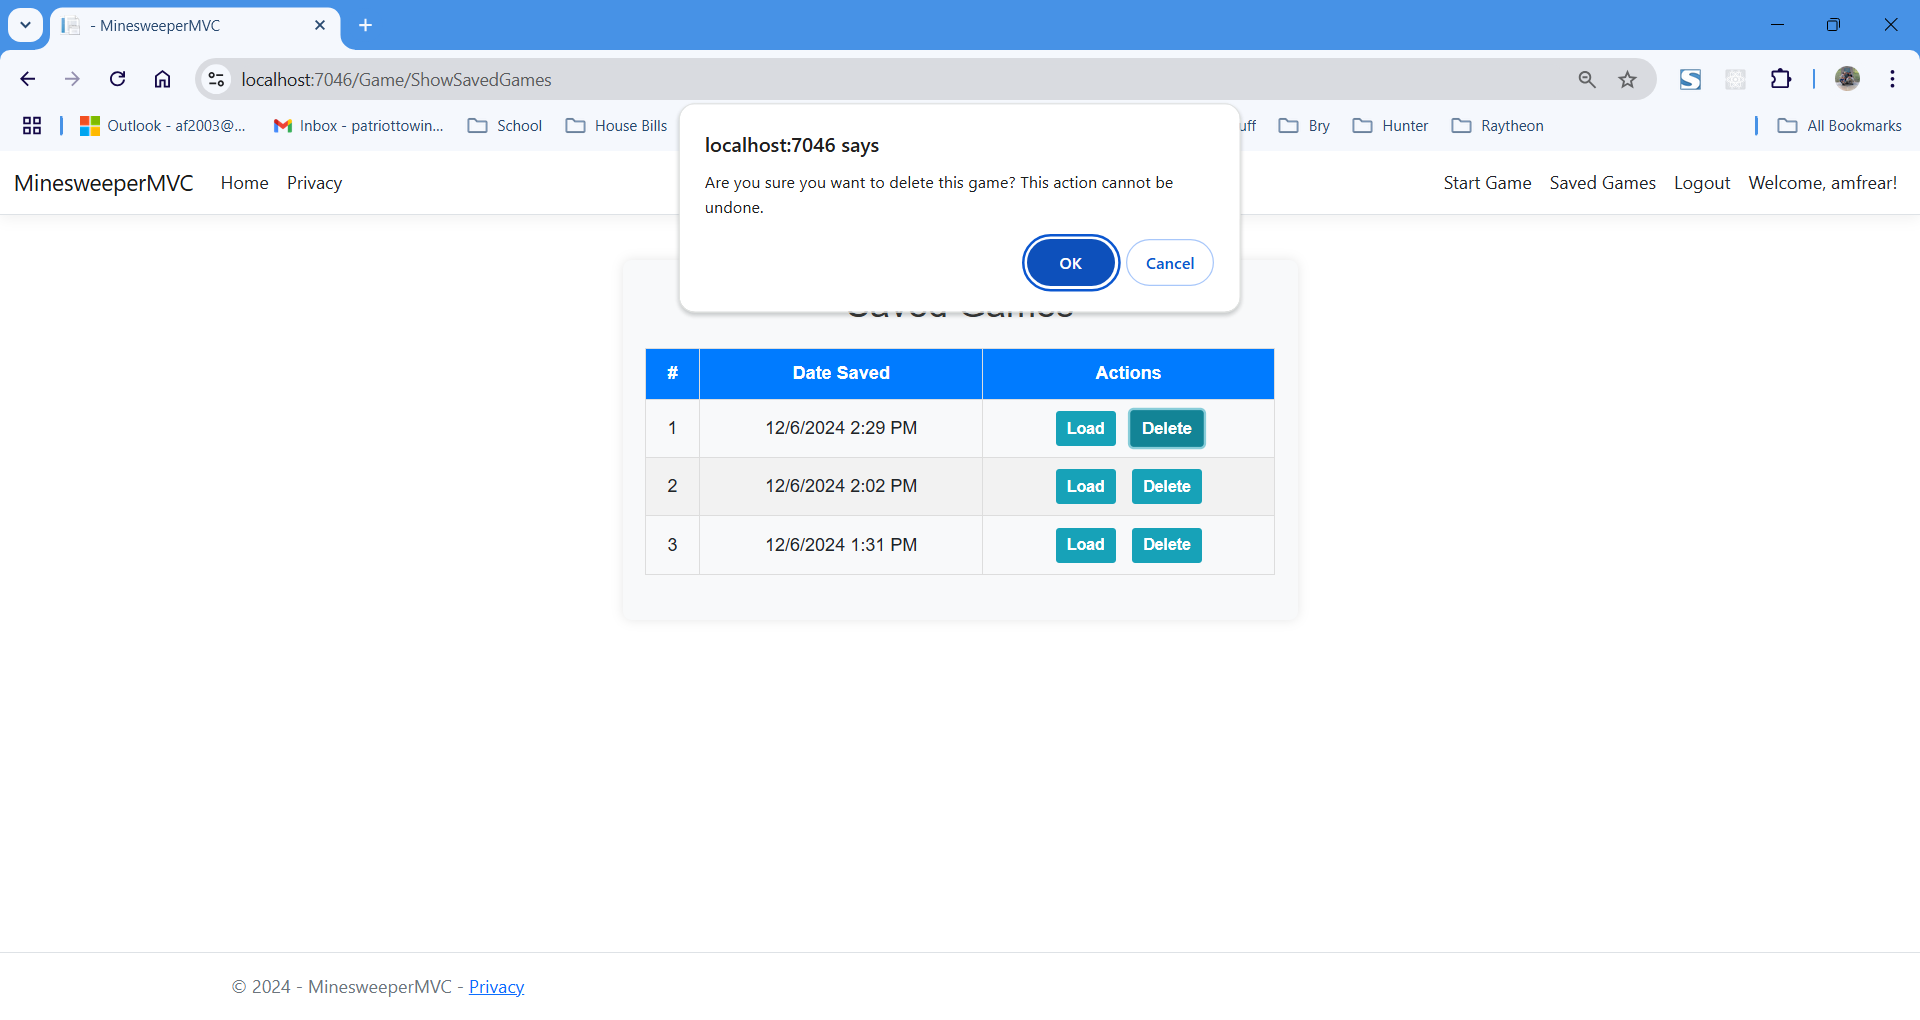 - MinesweeperMVC
localhost:7046/Game/ShowSavedGames
Outlook - af2003@... Inbox - patriottowin... School House Bills uff Bry Hunter Raytheon All Bookmarks
localhost:7046 says
Are you sure you want to delete this game? This action cannot be
undone.
OK Cancel
MinesweeperMVC Home Privacy Start Game Saved Games Logout Welcome, amfrear!
Saved Games
# Date Saved Actions
1 12/6/2024 2:29 PM Load Delete
2 12/6/2024 2:02 PM Load Delete
3 12/6/2024 1:31 PM Load Delete
© 2024 - MinesweeperMVC - Privacy